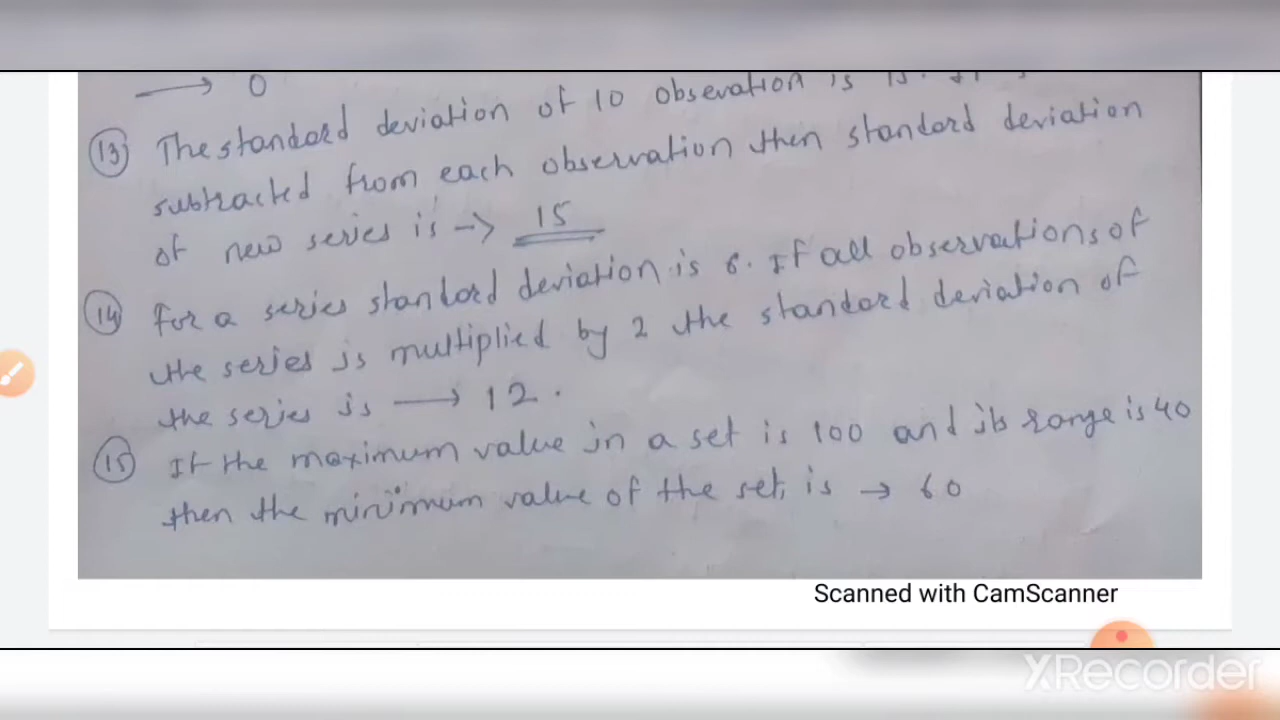 → 0
13 The standard deviation of 10 obsevation is 15. If
subtracted from each observation then standard deviation
of new series is → 15
14 for a series standard deviation is 6. If all observations of
the series is multiplied by 2 the standard deviation of
the series is → 12.
15 If the maximum value in a set is 100 and its range is 40
then the minimum value of the set, is → 60
Scanned with CamScanner
XRecorder